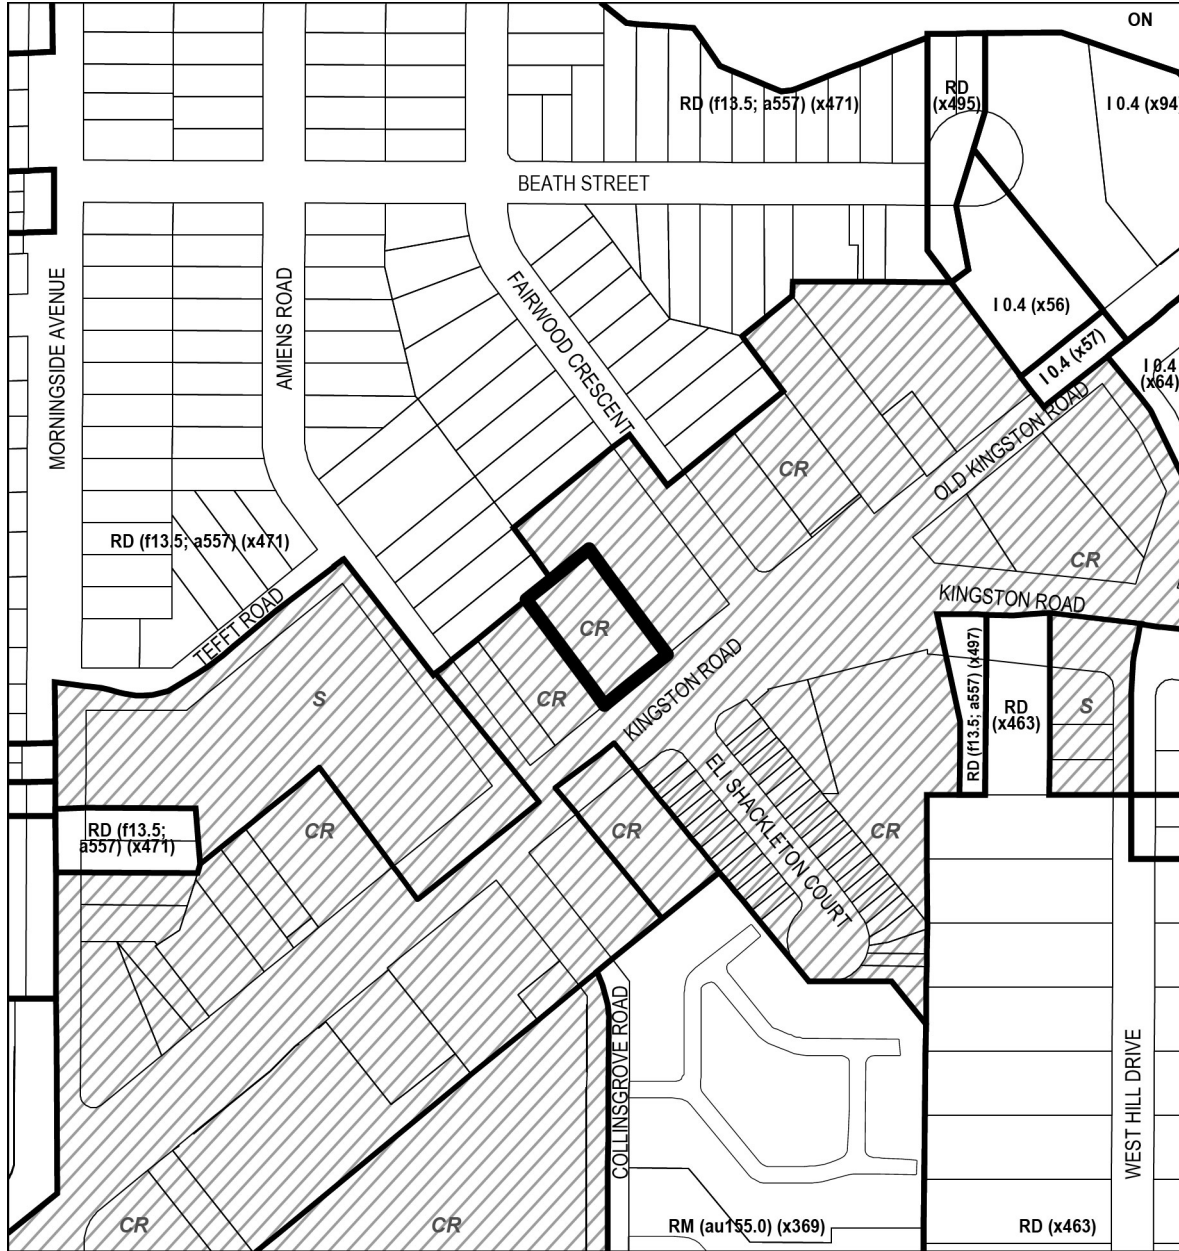 ON
RD (f13.5; a557) (x471)
RD
(x495)
I 0.4 (x94)
BEATH STREET
MORNINGSIDE AVENUE
AMIENS ROAD
FAIRWOOD CRESCENT
I 0.4 (x56)
I 0.4 (x57)
I 0.4
(x64)
OLD KINGSTON ROAD
CR
RD (f13.5; a557) (x471)
CR
KINGSTON ROAD
TEFFT ROAD
CR
S
CR
KINGSTON ROAD
RD (f13.5; a557) (x497)
RD
(x463)
S
ELI SHACKLETON COURT
RD (f13.5;
a557) (x471)
CR
CR
CR
COLLINSGROVE ROAD
WEST HILL DRIVE
CR
CR
RM (au155.0) (x369)
RD (x463)